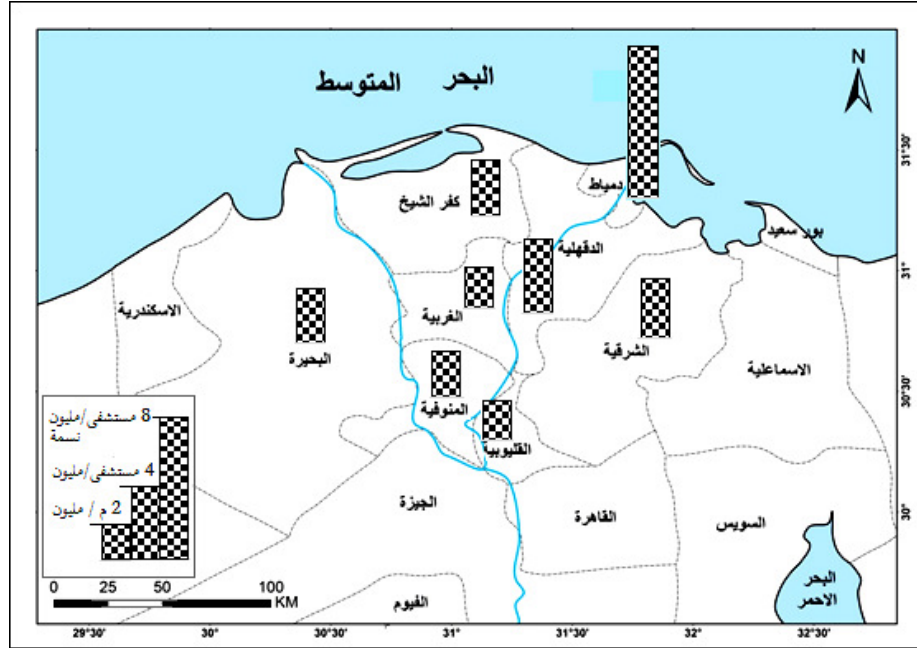 البحر المتوسط
N
دمياط
كفر الشيخ
بور سعيد
الدقهلية
الاسكندرية
الغربية
البحيرة
الشرقية
الاسماعلية
المنوفية
القليوبية
الجيزة
القاهرة
السويس
الفيوم
البحر
الاحمر
8 مستشفى/مليون
نسمة
4 مستشفى/مليون
2 م / مليون
0 25 50 100
KM
31°30'
31°
30°30'
30°
29°30' 30° 30°30' 31° 31°30' 32° 32°30'